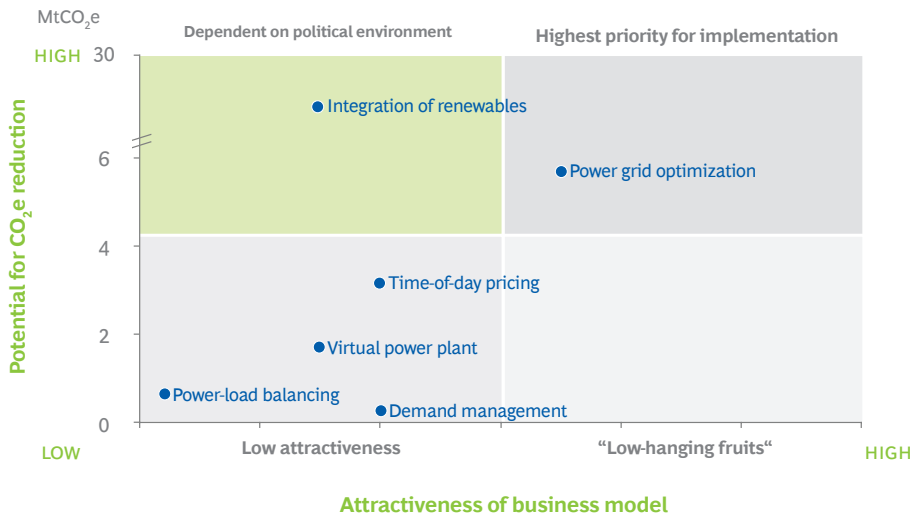 MtCO₂e
Dependent on political environment
Highest priority for implementation
HIGH
30
Integration of renewables
6
Power grid optimization
Potential for CO₂e reduction
4
Time-of-day pricing
2
Virtual power plant
Power-load balancing
Demand management
0
LOW
Low attractiveness
“Low-hanging fruits“
HIGH
Attractiveness of business model